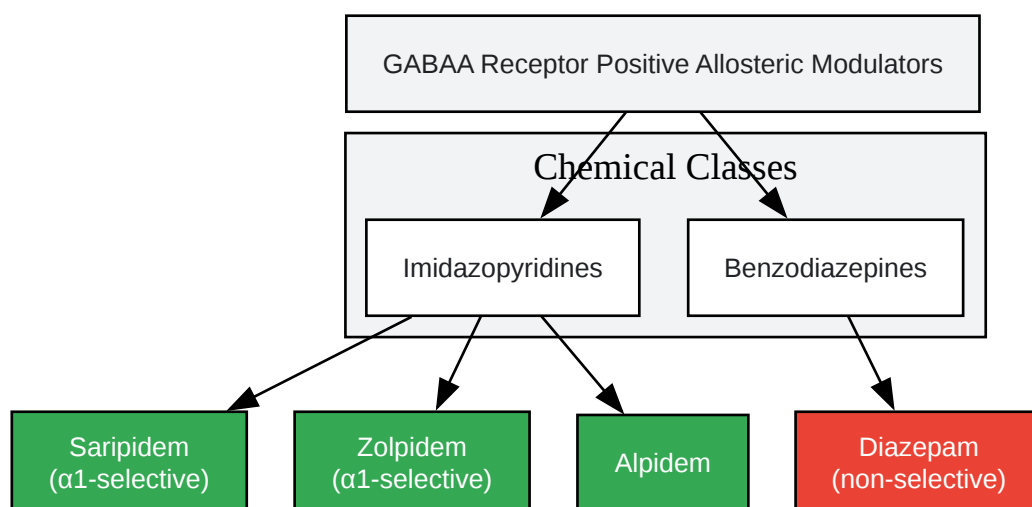 GABAA Receptor Positive Allosteric Modulators
Chemical Classes
Imidazopyridines
Benzodiazepines
Saripidem
(α1-selective)
Zolpidem
(α1-selective)
Alpidem
Diazepam
(non-selective)